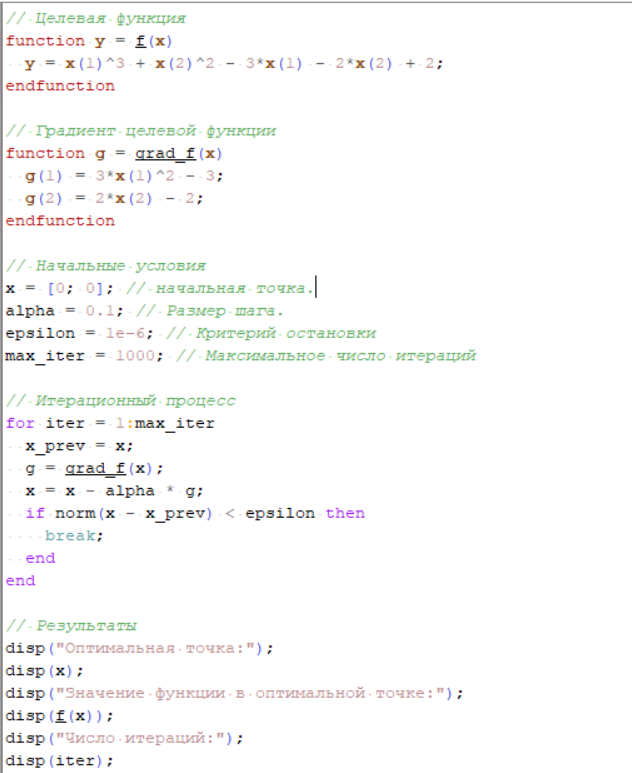 // Целевая функция
function y = f(x)
  y = x(1)^3 + x(2)^2 - 3*x(1) - 2*x(2) + 2;
endfunction

// Градиент целевой функции
function g = grad_f(x)
  g(1) = 3*x(1)^2 - 3;
  g(2) = 2*x(2) - 2;
endfunction

// Начальные условия
x = [0; 0]; // начальная точка.
alpha = 0.1; // Размер шага.
epsilon = 1e-6; // Критерий остановки
max_iter = 1000; // Максимальное число итераций

// Итерационный процесс
for iter = 1:max_iter
  x_prev = x;
  g = grad_f(x);
  x = x - alpha * g;
  if norm(x - x_prev) < epsilon then
    break;
  end
end

// Результаты
disp("Оптимальная точка:");
disp(x);
disp("Значение функции в оптимальной точке:");
disp(f(x));
disp("Число итераций:");
disp(iter);